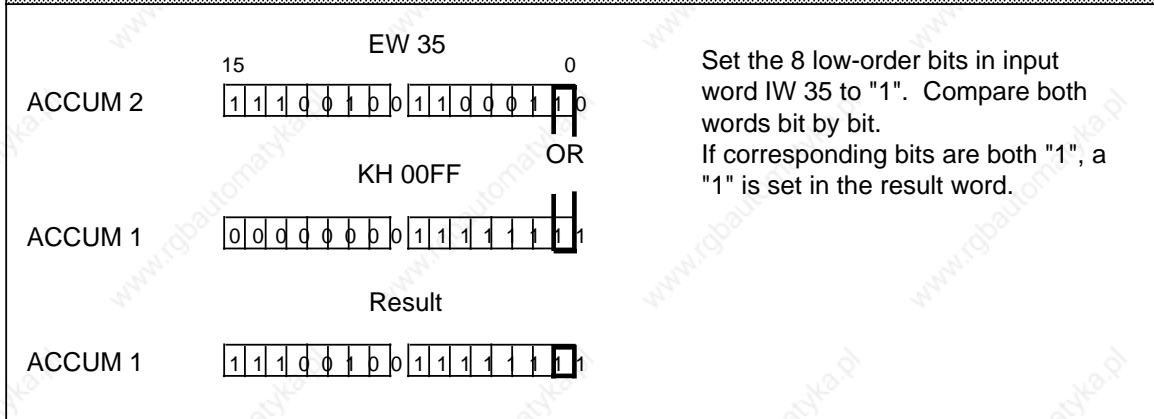 EW 35
15 0
ACCUM 2 1 1 1 0 0 1 0 0 1 1 0 0 0 1 1 0
OR
KH 00FF
ACCUM 1 0 0 0 0 0 0 0 0 1 1 1 1 1 1 1 1
Result
ACCUM 1 1 1 1 0 0 1 0 0 1 1 1 1 1 1 1 1
Set the 8 low-order bits in input
word IW 35 to "1". Compare both
words bit by bit.
If corresponding bits are both "1", a
"1" is set in the result word.
www.rgbautomatyka.pl